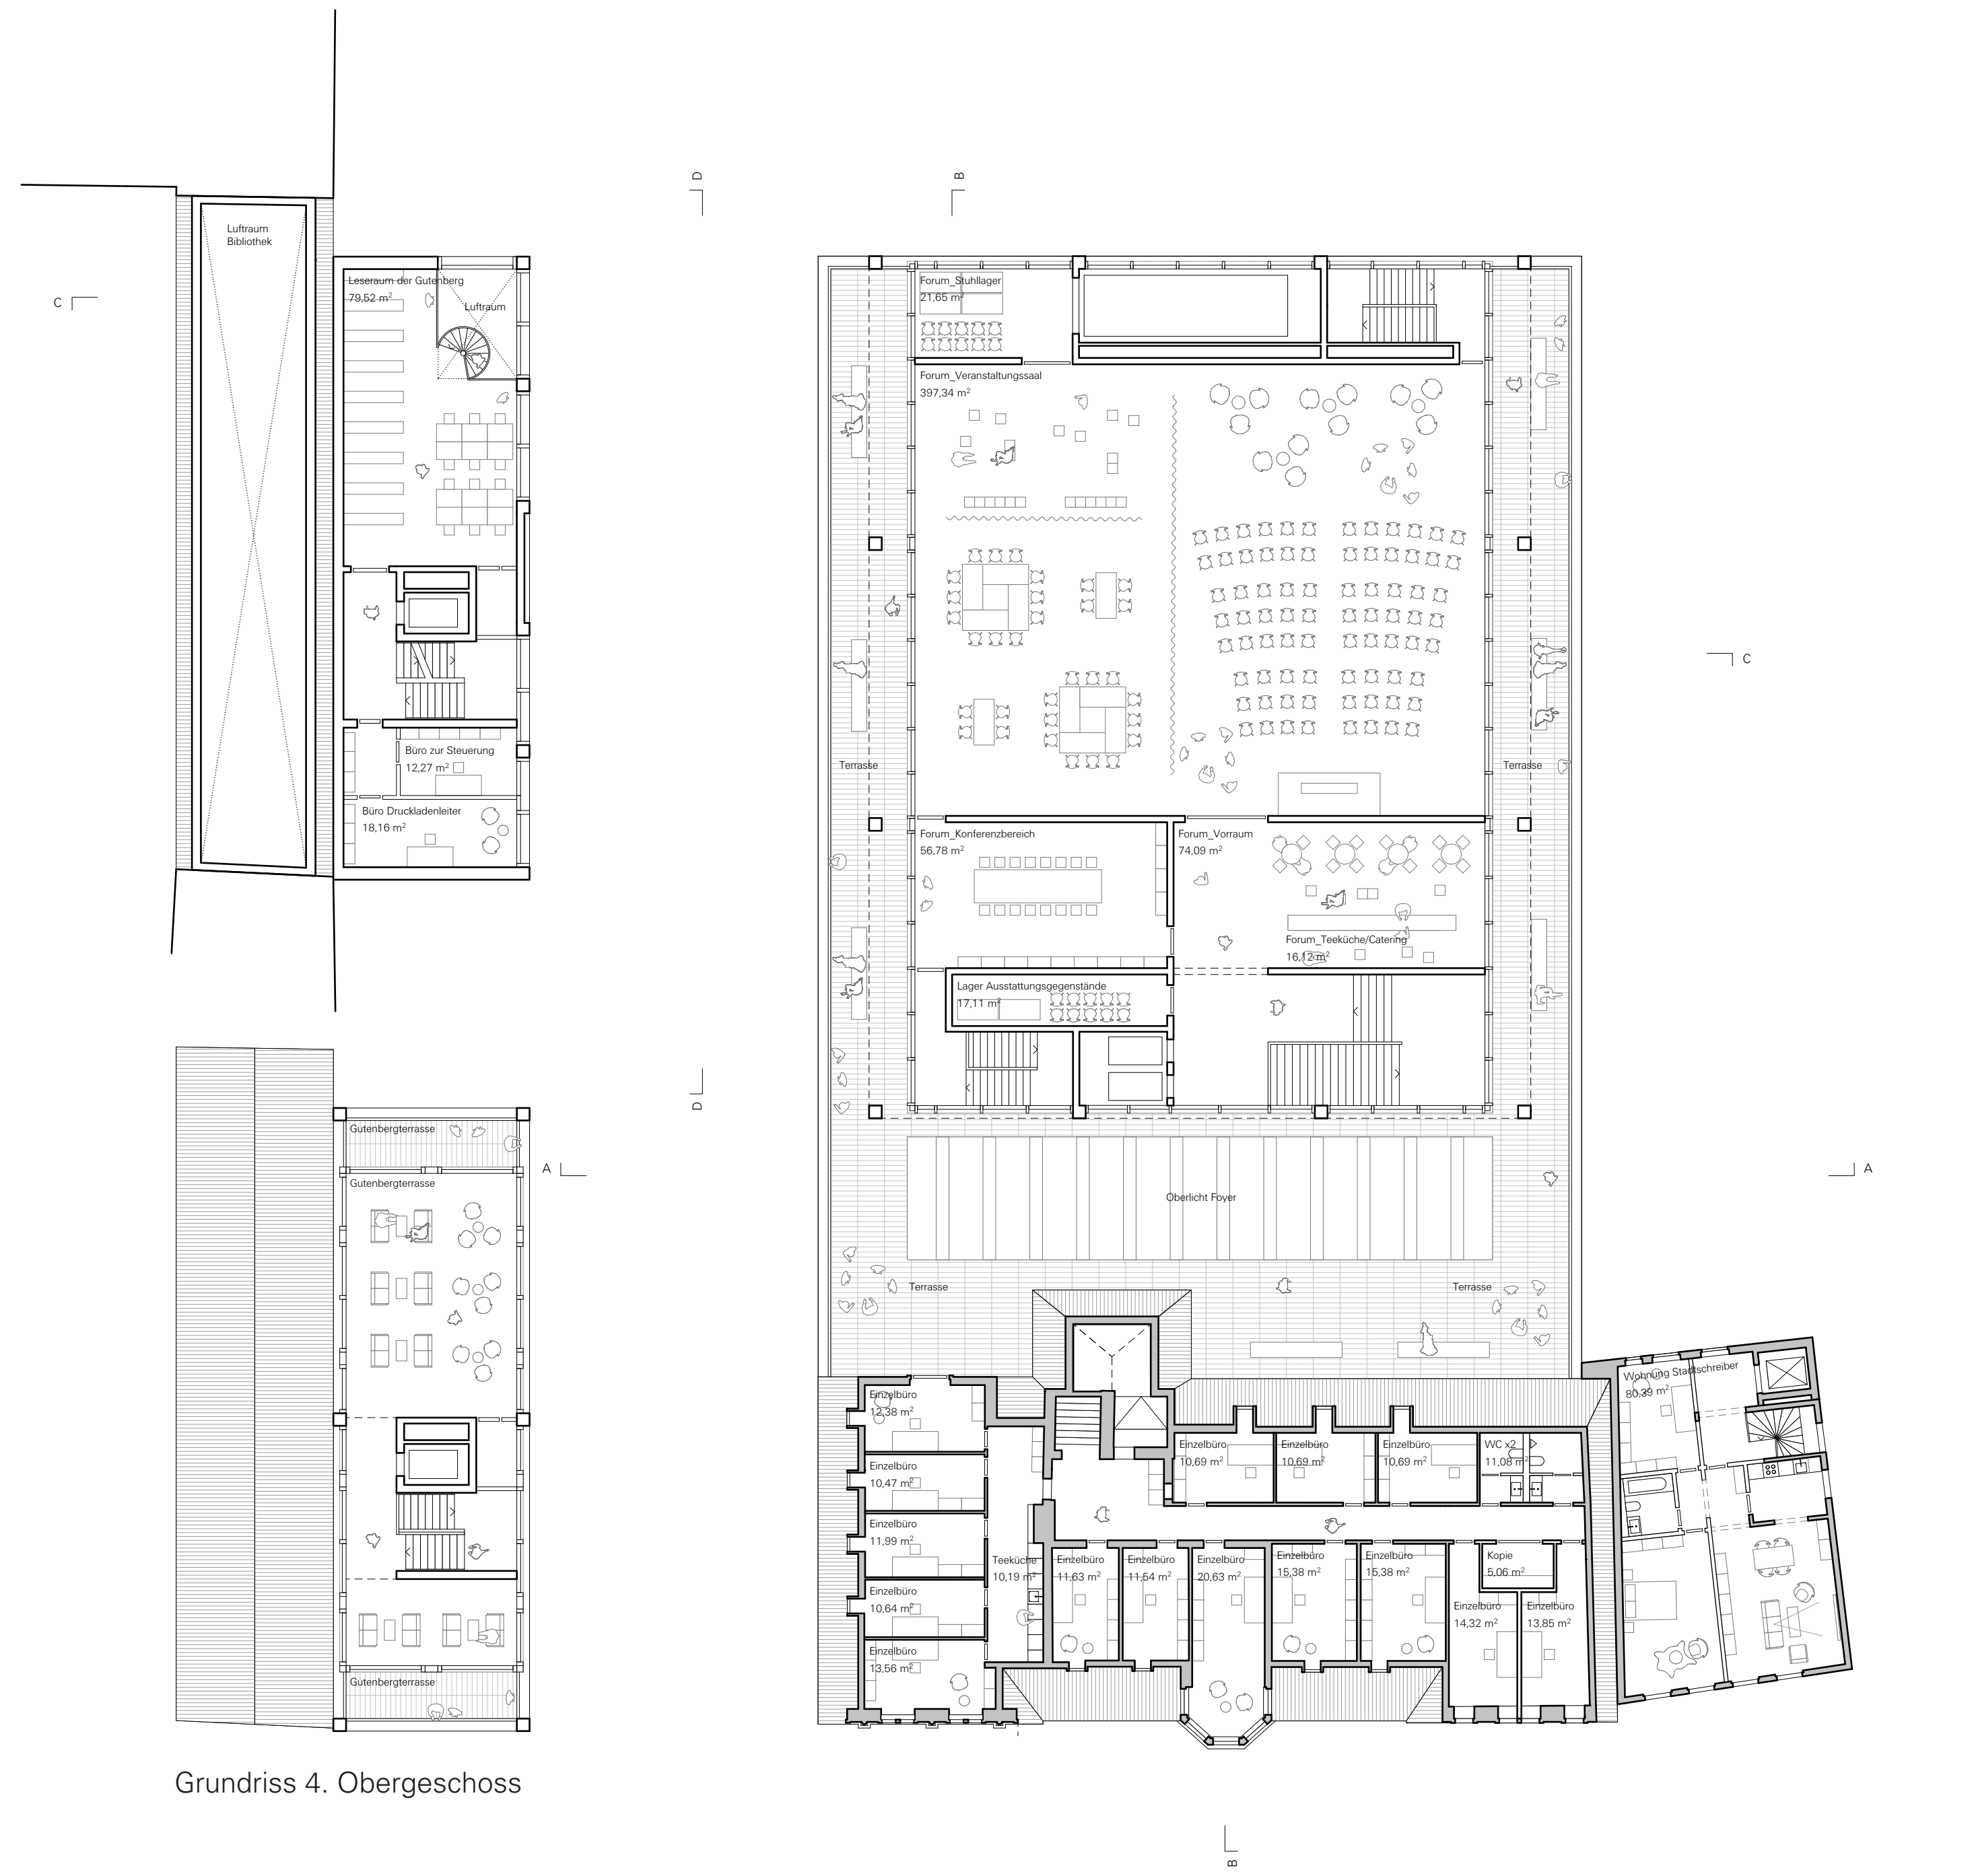 D
B
Luftraum
Bibliothek
Leseraum der Gutenberg
79,52 m²
Luftraum
C
Forum_Stuhllager
21,65 m²
Forum_Veranstaltungssaal
397,34 m²
C
Büro zur Steuerung
12,27 m²
Büro Druckladenleiter
18,16 m²
Terrasse
Terrasse
Forum_Konferenzbereich
56,78 m²
Forum_Vorraum
74,09 m²
Forum_Teeküche/Catering
16,12 m²
Lager Ausstattungsgegenstände
17,11 m²
D
Gutenbergterrasse
A
A
Gutenbergterrasse
Oberlicht Foyer
Terrasse
Terrasse
Wohnung Stadtschreiber
80,39 m²
Einzelbüro
12,38 m²
Einzelbüro
10,69 m²
Einzelbüro
10,69 m²
Einzelbüro
10,69 m²
WC x2
11,08 m²
Einzelbüro
10,47 m²
Einzelbüro
11,99 m²
Teeküche
10,19 m²
Einzelbüro
11,63 m²
Einzelbüro
11,54 m²
Einzelbüro
20,63 m²
Einzelbüro
15,38 m²
Einzelbüro
15,38 m²
Kopie
5,06 m²
Einzelbüro
10,64 m²
Einzelbüro
14,32 m²
Einzelbüro
13,85 m²
Einzelbüro
13,56 m²
Gutenbergterrasse
Grundriss 4. Obergeschoss
B